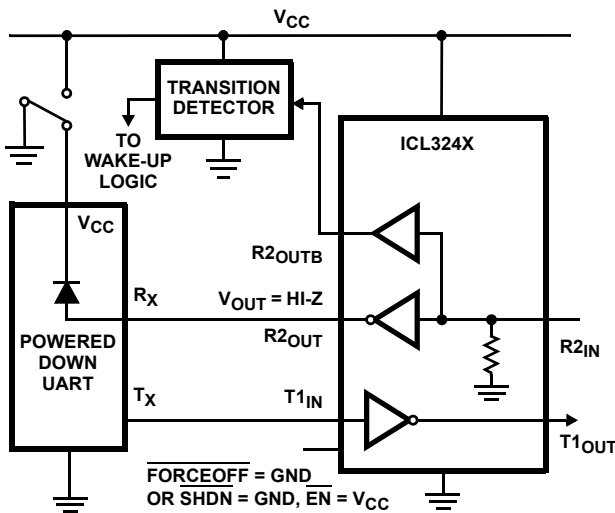 VCC
TRANSITION
DETECTOR
TO
WAKE-UP
LOGIC
ICL324X
VCC
R2OUTB
RX
VOUT = HI-Z
R2OUT
POWERED
DOWN
UART
R2IN
TX
T1IN
T1OUT
FORCEOFF = GND
OR SHDN = GND, EN = VCC